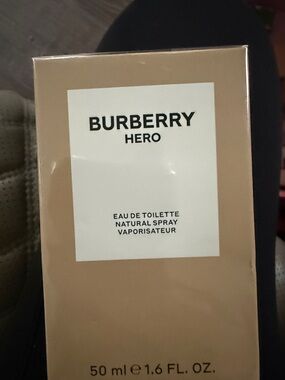 BURBERRY
HERO
EAU DE TOILETTE
NATURAL SPRAY
VAPORISATEUR
50 ml ℮ 1.6 FL. OZ.